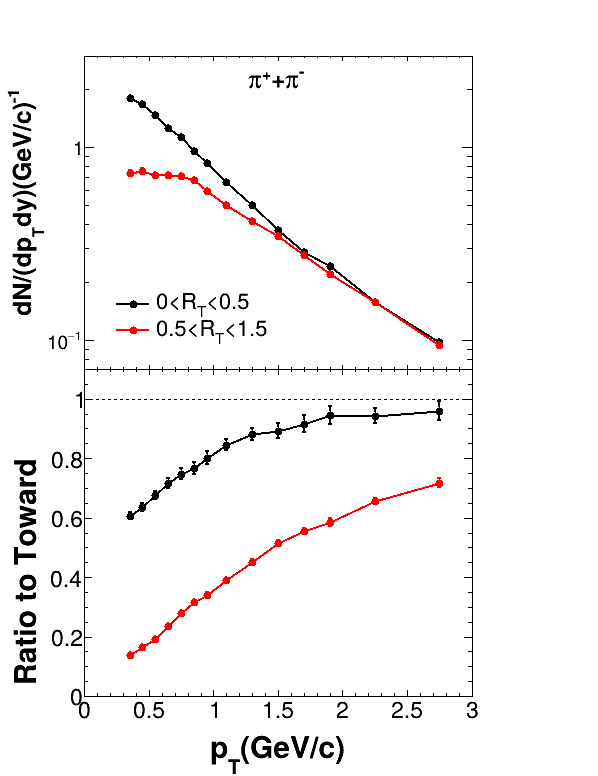 π⁺+π⁻
dN/(dp_T dy)(GeV/c)⁻¹
1
10⁻¹
0<R_T<0.5
0.5<R_T<1.5
Ratio to Toward
1
0.8
0.6
0.4
0.2
0
0 0.5 1 1.5 2 2.5 3
p_T(GeV/c)